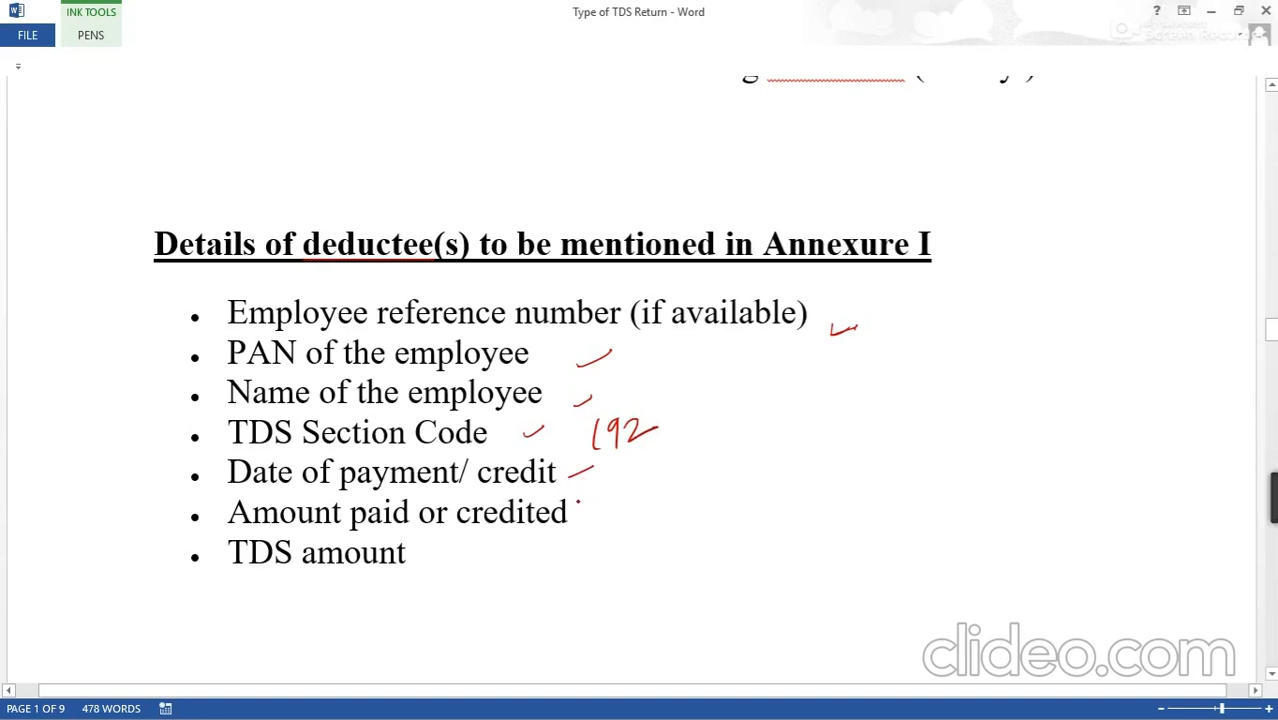 INK TOOLS
Type of TDS Return - Word
FILE
PENS
Screen Recorder
Details of deductee(s) to be mentioned in Annexure I
• Employee reference number (if available)
• PAN of the employee
• Name of the employee
• TDS Section Code 192
• Date of payment/ credit
• Amount paid or credited
• TDS amount
clideo.com
PAGE 1 OF 9 478 WORDS